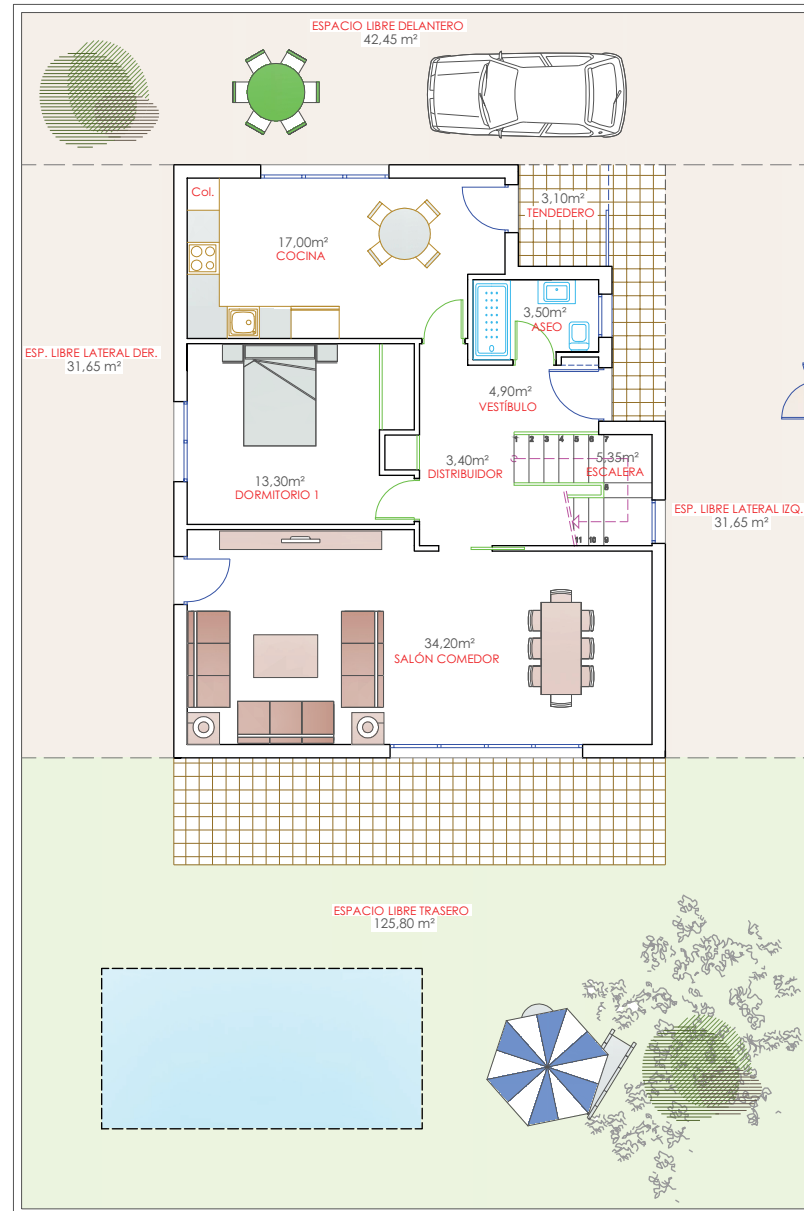 ESPACIO LIBRE DELANTERO
42,45 m²
Col.
3,10m²
TENDEDERO
17,00m²
COCINA
3,50m²
ASEO
ESP. LIBRE LATERAL DER.
31,65 m²
4,90m²
VESTÍBULO
1 2 3 4 5 6 7
3,40m²
DISTRIBUIDOR
5,35m²
ESCALERA
8
13,30m²
DORMITORIO 1
ESP. LIBRE LATERAL IZQ.
31,65 m²
11 10 9
34,20m²
SALÓN COMEDOR
ESPACIO LIBRE TRASERO
125,80 m²